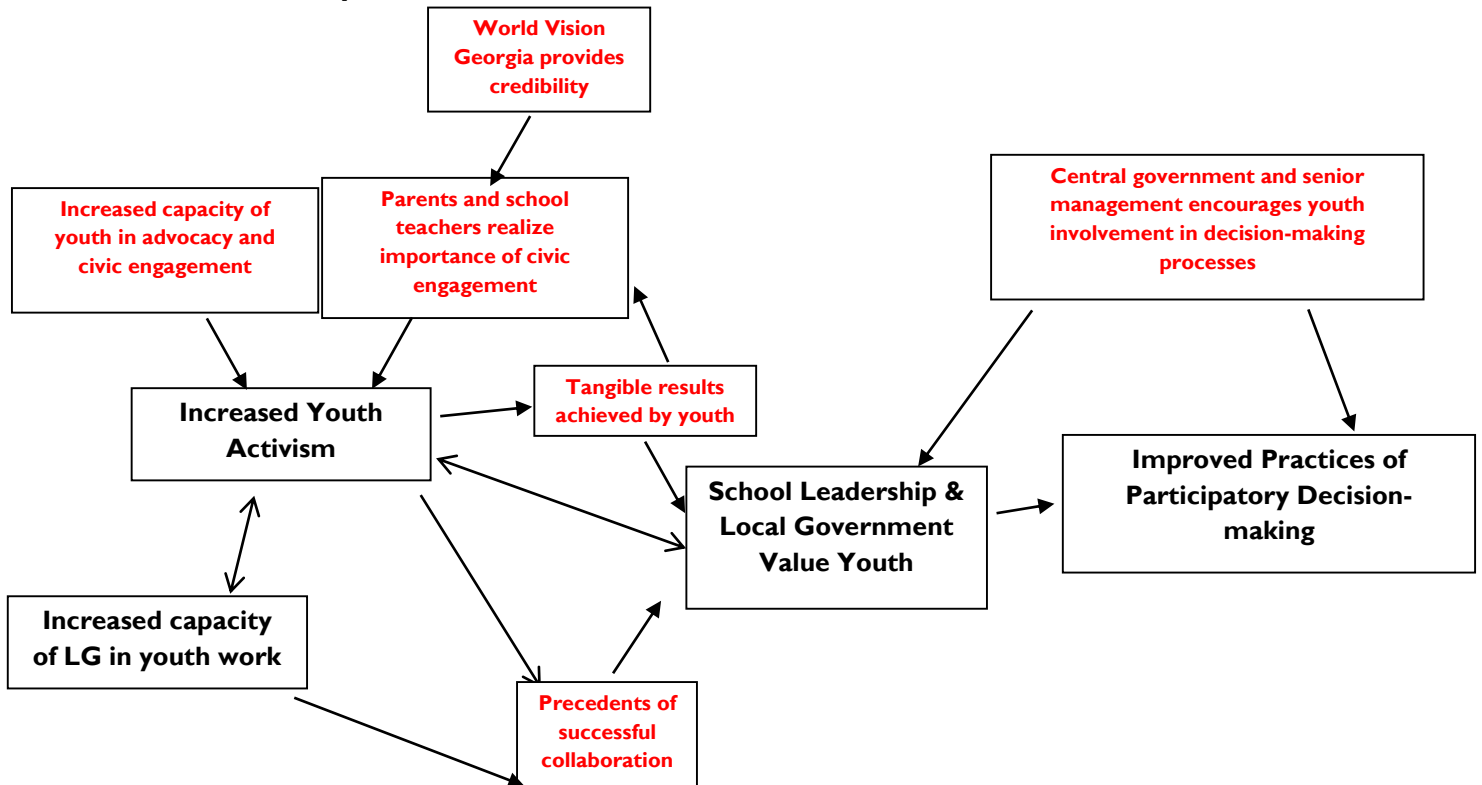 World Vision
Georgia provides
credibility
Increased capacity of
youth in advocacy and
civic engagement
Parents and school
teachers realize
importance of civic
engagement
Central government and senior
management encourages youth
involvement in decision-making
processes
Increased Youth
Activism
Tangible results
achieved by youth
School Leadership &
Local Government
Value Youth
Improved Practices of
Participatory Decision-
making
Increased capacity
of LG in youth work
Precedents of
successful
collaboration